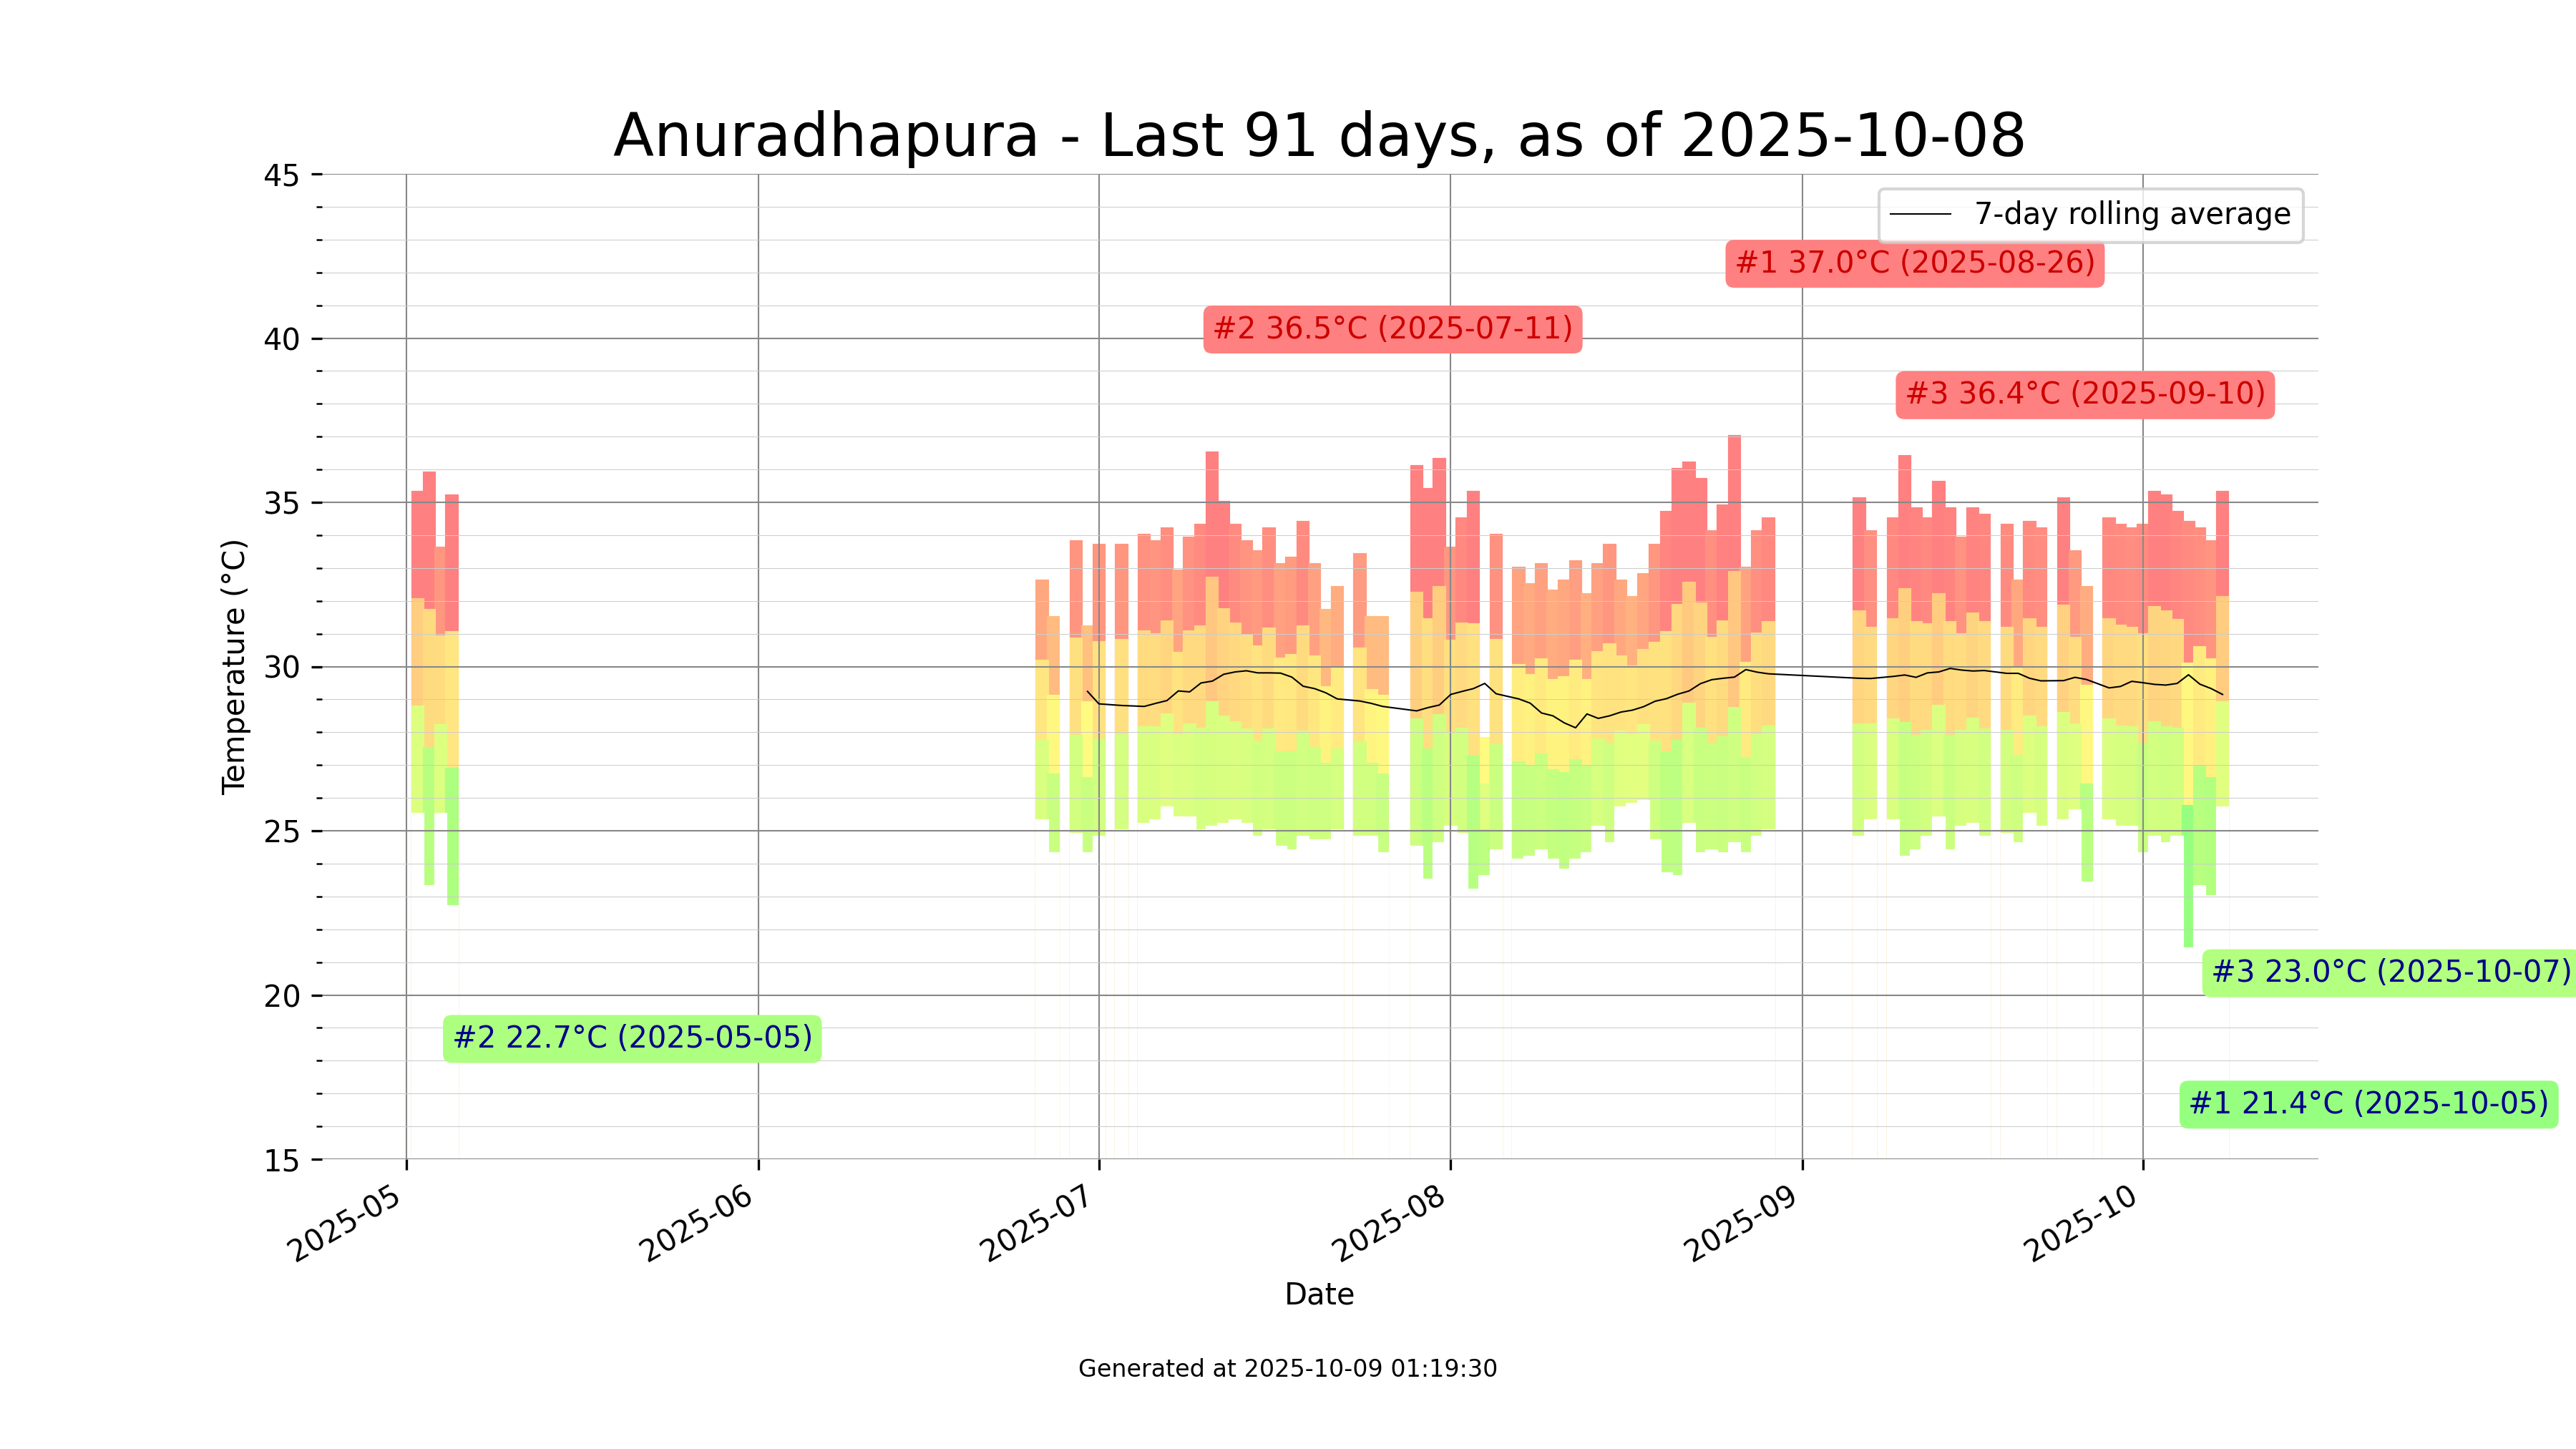 Anuradhapura - Last 91 days, as of 2025-10-08
7-day rolling average
#1 37.0°C (2025-08-26)
#2 36.5°C (2025-07-11)
#3 36.4°C (2025-09-10)
#3 23.0°C (2025-10-07)
#2 22.7°C (2025-05-05)
#1 21.4°C (2025-10-05)
Temperature (°C)
45
40
35
30
25
20
15
2025-05
2025-06
2025-07
2025-08
2025-09
2025-10
Date
Generated at 2025-10-09 01:19:30